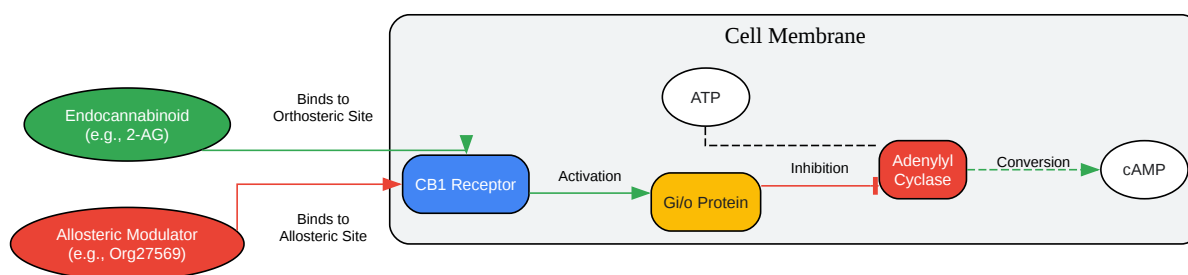 Cell Membrane
ATP
Endocannabinoid
(e.g., 2-AG)
Binds to
Orthosteric Site
CB1 Receptor
Activation
Gi/o Protein
Inhibition
Adenylyl
Cyclase
Conversion
cAMP
Binds to
Allosteric Site
Allosteric Modulator
(e.g., Org27569)